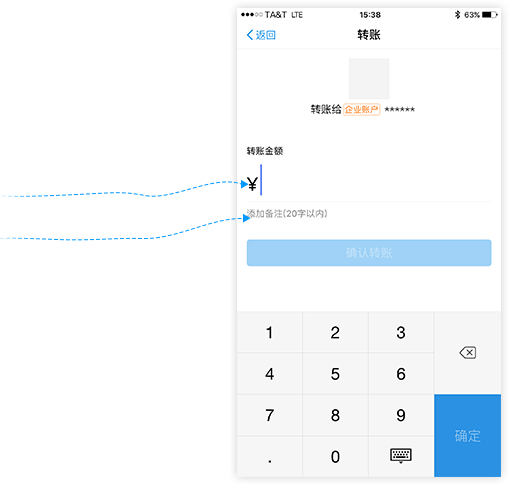 TA&T LTE 15:38 63%
返回 转账
转账给 企业账户 ******
转账金额
¥
添加备注(20字以内)
确认转账
1 2 3
4 5 6
7 8 9
确定
. 0